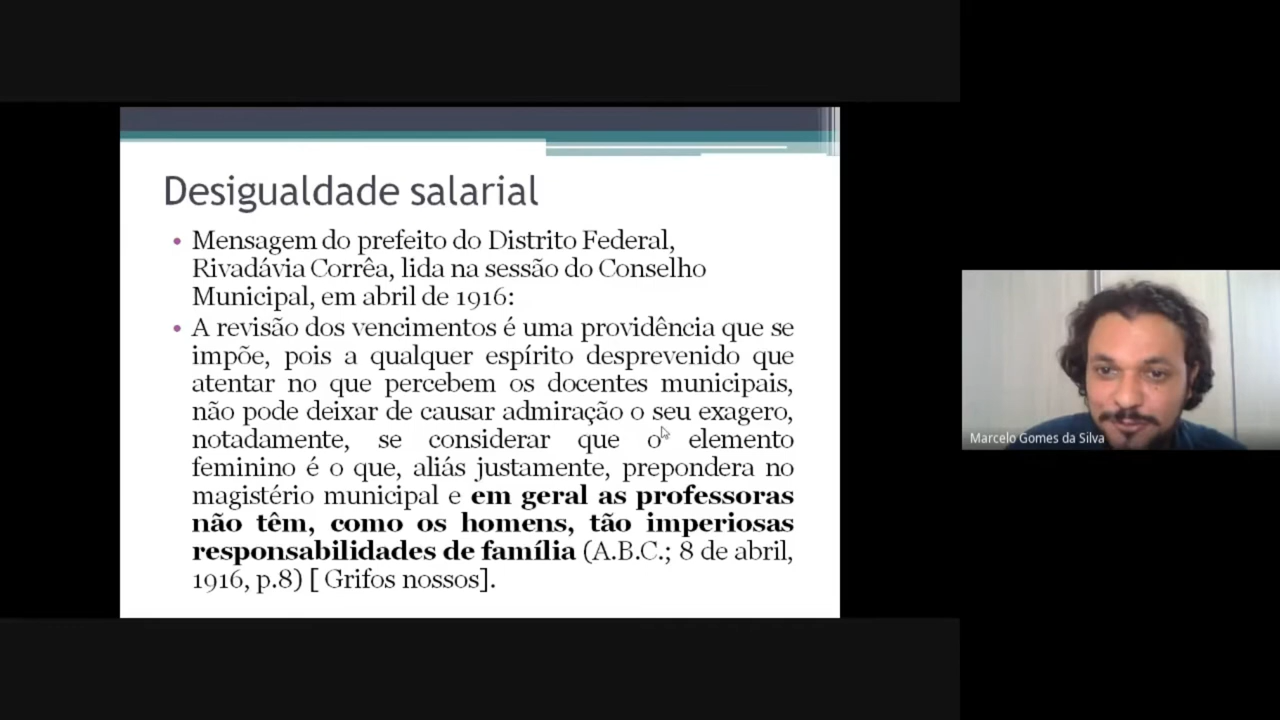 Desigualdade salarial
• Mensagem do prefeito do Distrito Federal,
Rivadávia Corrêa, lida na sessão do Conselho
Municipal, em abril de 1916:
• A revisão dos vencimentos é uma providência que se
impõe, pois a qualquer espírito desprevenido que
atentar no que percebem os docentes municipais,
não pode deixar de causar admiração o seu exagero,
notadamente, se considerar que o elemento
feminino é o que, aliás justamente, prepondera no
magistério municipal e em geral as professoras
não têm, como os homens, tão imperiosas
responsabilidades de família (A.B.C.; 8 de abril,
1916, p.8) [ Grifos nossos].
Marcelo Gomes da Silva